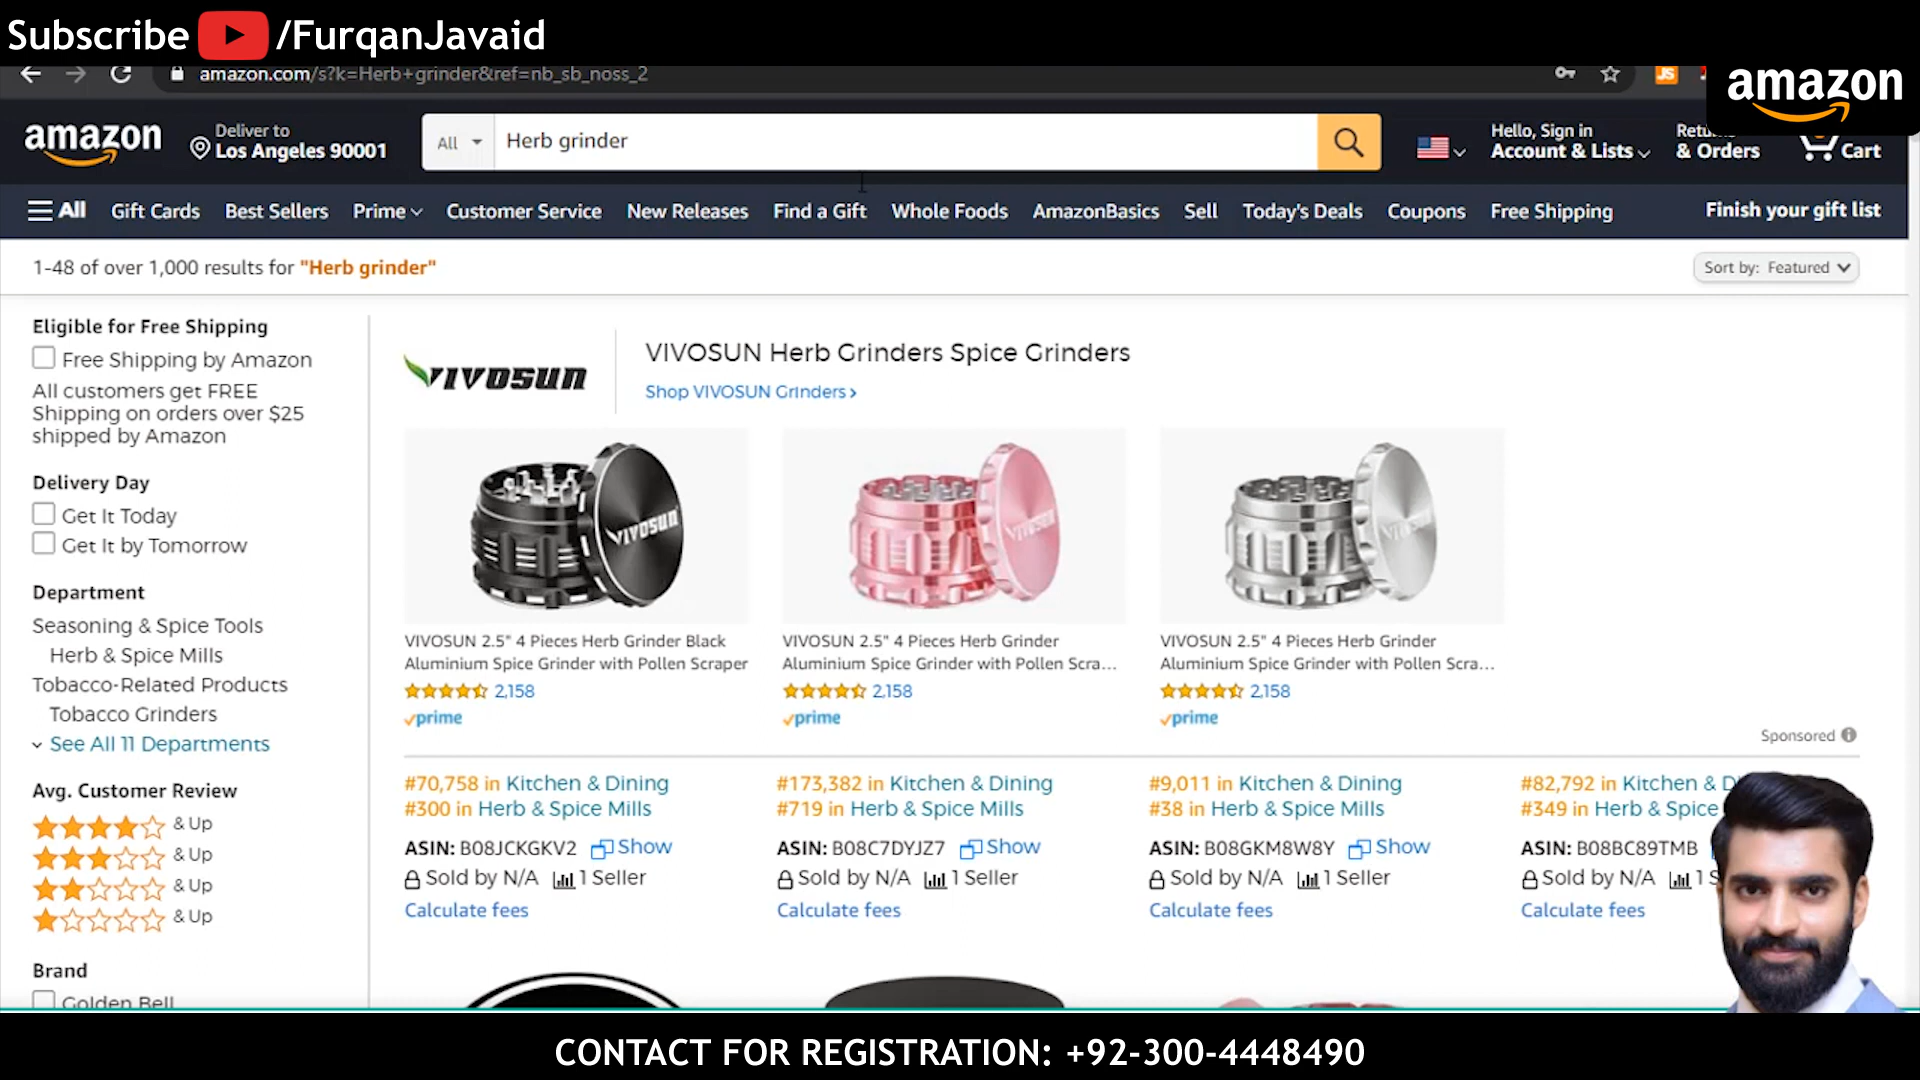 Subscribe /FurqanJavaid
amazon.com/s?k=Herb+grinder&ref=nb_sb_noss_2
JS
amazon
amazon
Deliver to
Los Angeles 90001
All
Herb grinder
Hello, Sign in
Account & Lists
& Orders
Cart
All Gift Cards Best Sellers Prime Customer Service New Releases Find a Gift Whole Foods AmazonBasics Sell Today's Deals Coupons Free Shipping Finish your gift list
1-48 of over 1,000 results for "Herb grinder"
Sort by: Featured
Eligible for Free Shipping
Free Shipping by Amazon
All customers get FREE
Shipping on orders over $25
shipped by Amazon
Delivery Day
Get It Today
Get It by Tomorrow
Department
Seasoning & Spice Tools
Herb & Spice Mills
Tobacco-Related Products
Tobacco Grinders
See All 11 Departments
Avg. Customer Review
& Up
& Up
& Up
& Up
Brand
Golden Bell
VIVOSUN
VIVOSUN Herb Grinders Spice Grinders
Shop VIVOSUN Grinders ›
VIVOSUN
VIVOSUN
VIVOSUN
VIVOSUN 2.5" 4 Pieces Herb Grinder Black
Aluminium Spice Grinder with Pollen Scraper
2,158
prime
VIVOSUN 2.5" 4 Pieces Herb Grinder
Aluminium Spice Grinder with Pollen Scra...
2,158
prime
VIVOSUN 2.5" 4 Pieces Herb Grinder
Aluminium Spice Grinder with Pollen Scra...
2,158
prime
Sponsored
#70,758 in Kitchen & Dining
#300 in Herb & Spice Mills
ASIN: B08JCKGKV2 Show
Sold by N/A 1 Seller
Calculate fees
#173,382 in Kitchen & Dining
#719 in Herb & Spice Mills
ASIN: B08C7DYJZ7 Show
Sold by N/A 1 Seller
Calculate fees
#9,011 in Kitchen & Dining
#38 in Herb & Spice Mills
ASIN: B08GKM8W8Y Show
Sold by N/A 1 Seller
Calculate fees
#82,792 in Kitchen & D
#349 in Herb & Spice
ASIN: B08BC89TMB
Sold by N/A 1 S
Calculate fees
CONTACT FOR REGISTRATION: +92-300-4448490